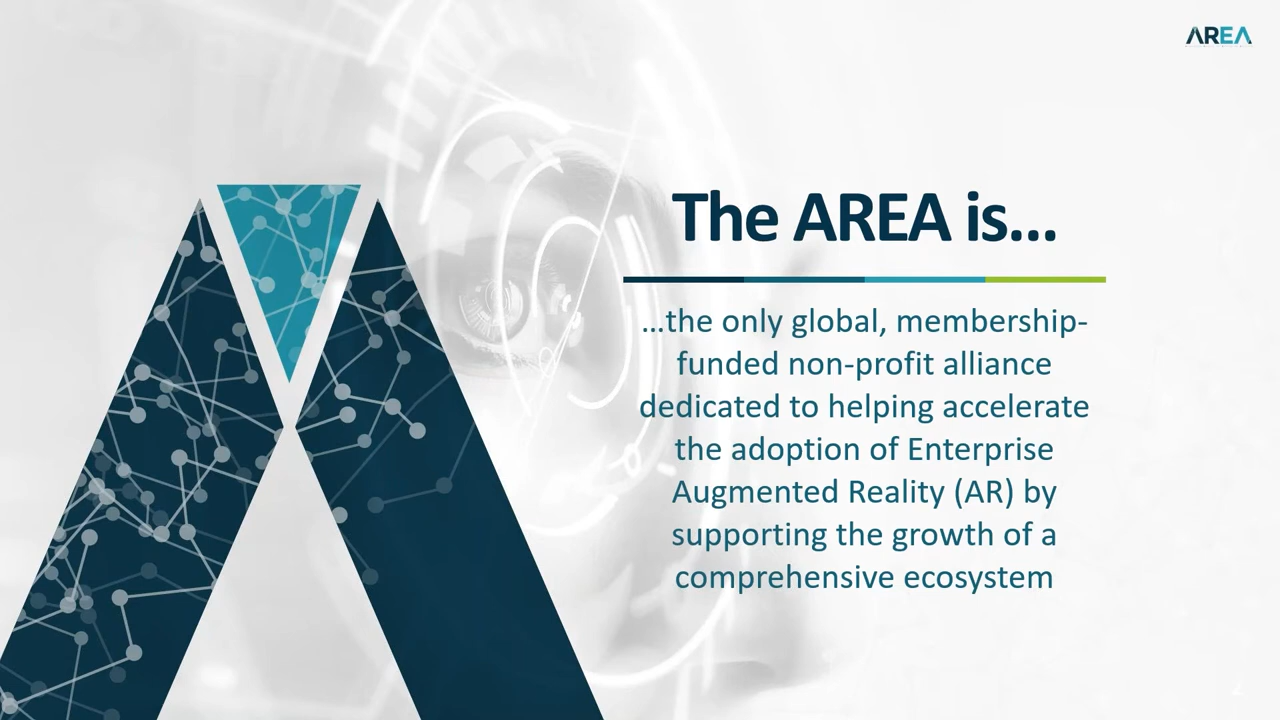 AREA
The AREA is...
...the only global, membership-
funded non-profit alliance
dedicated to helping accelerate
the adoption of Enterprise
Augmented Reality (AR) by
supporting the growth of a
comprehensive ecosystem
2